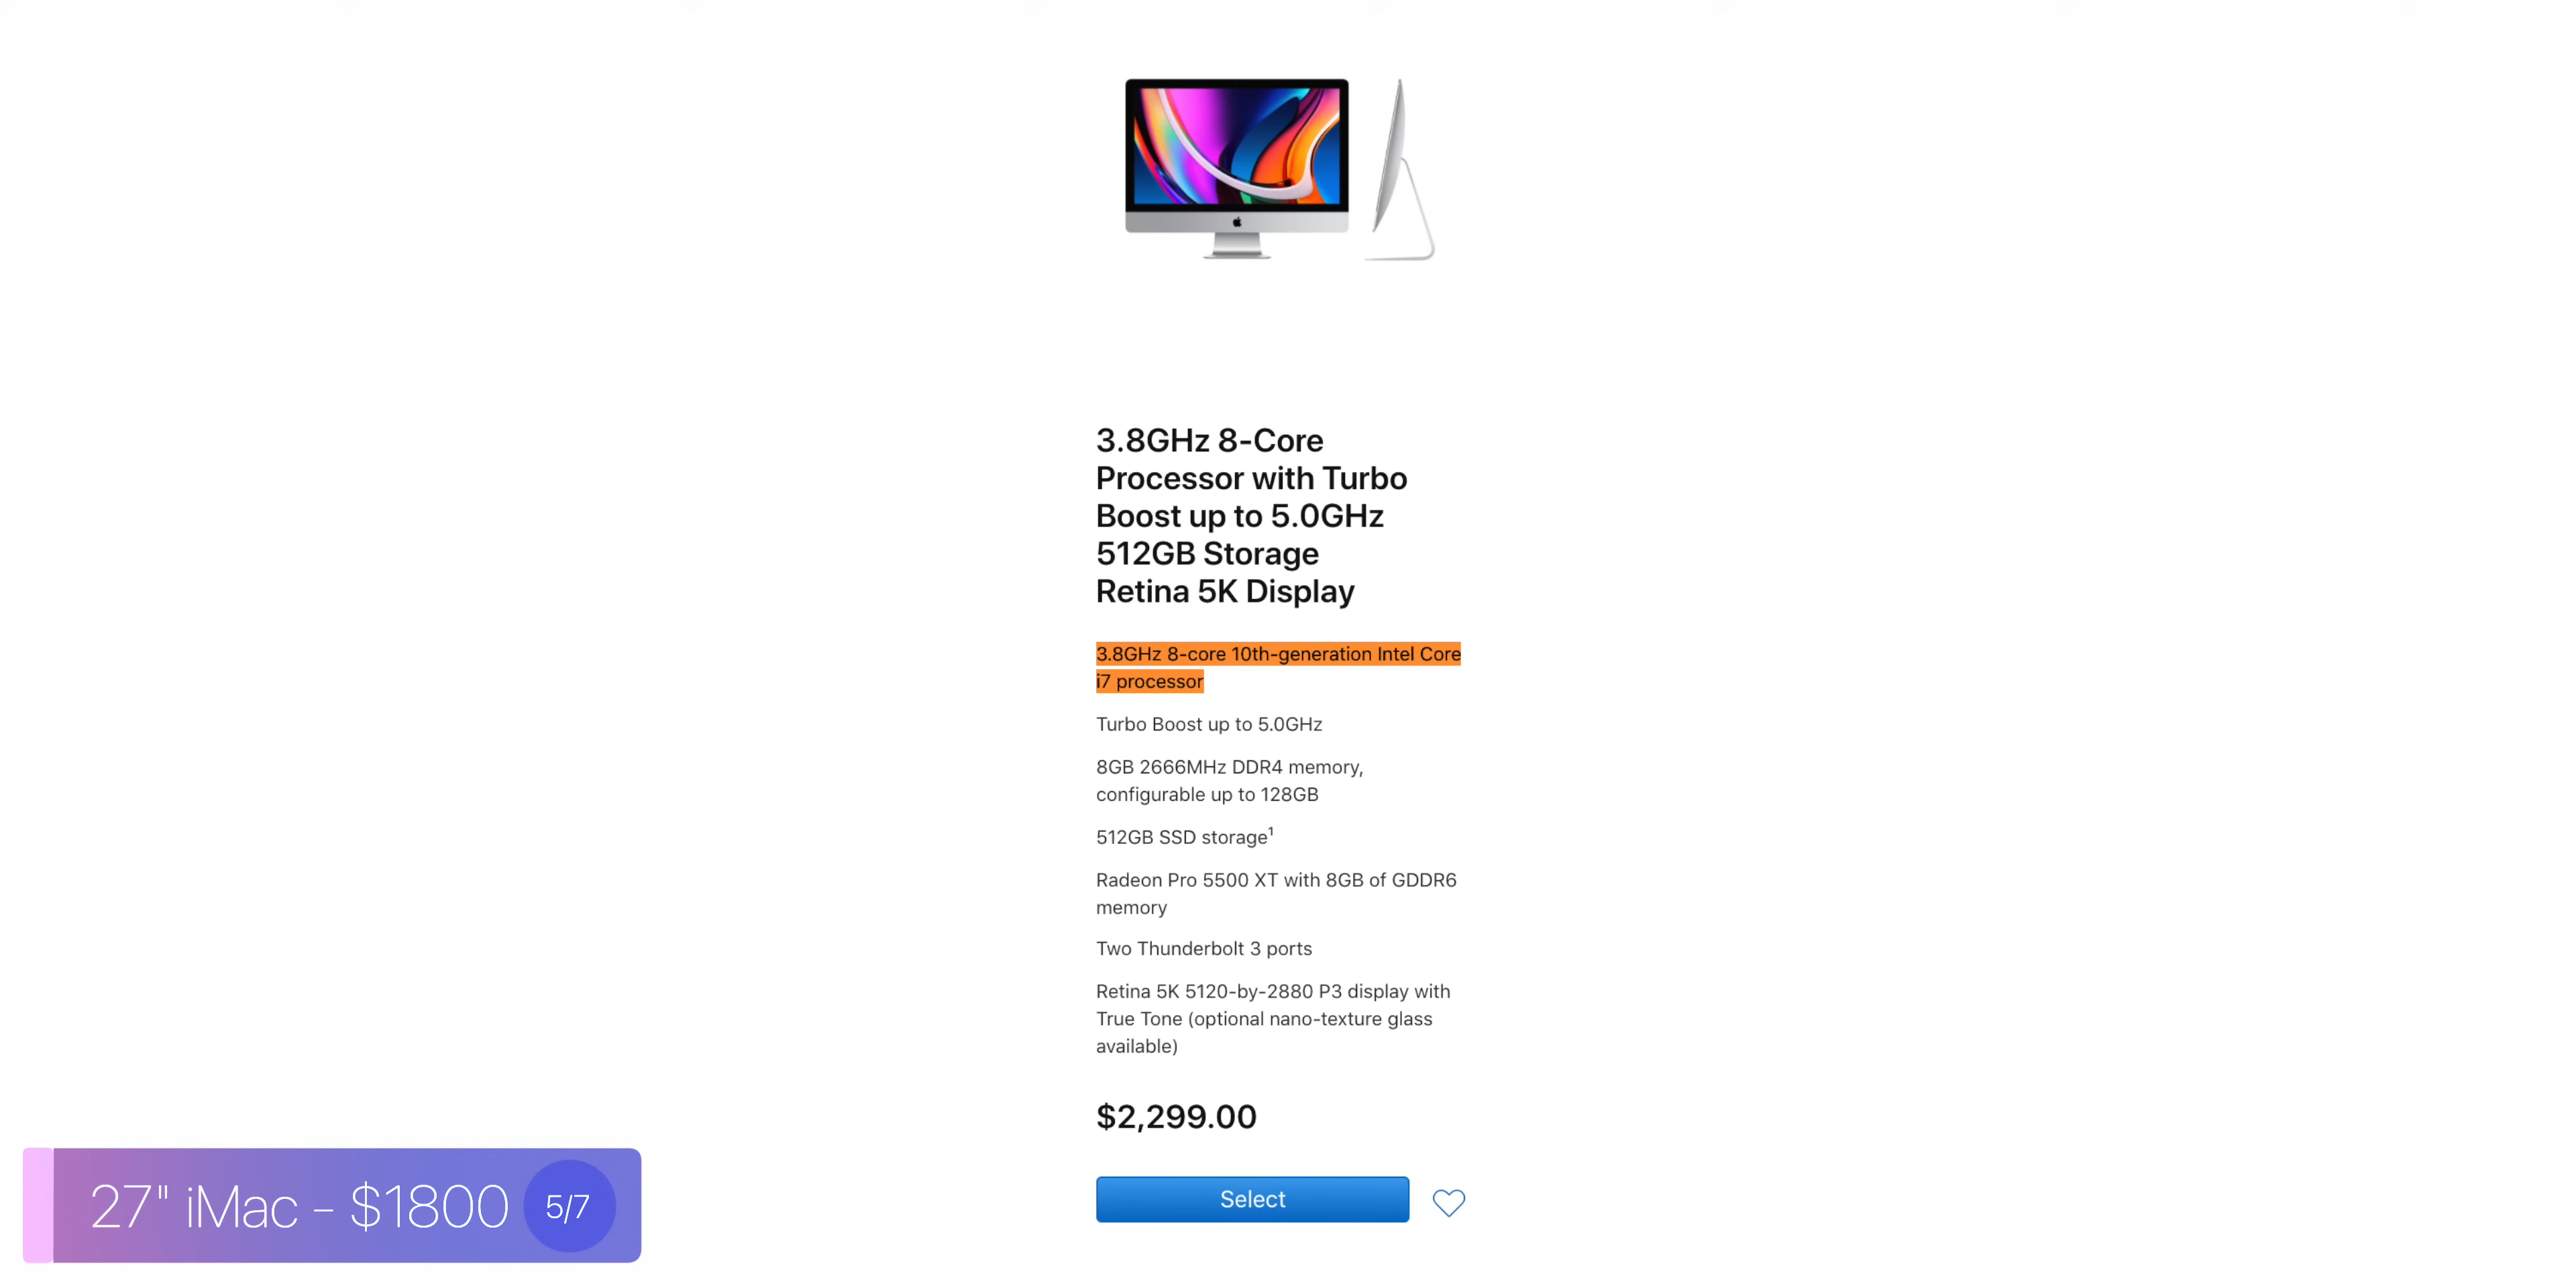 3.8GHz 8-Core
Processor with Turbo
Boost up to 5.0GHz
512GB Storage
Retina 5K Display
3.8GHz 8-core 10th-generation Intel Core
i7 processor
Turbo Boost up to 5.0GHz
8GB 2666MHz DDR4 memory,
configurable up to 128GB
512GB SSD storage¹
Radeon Pro 5500 XT with 8GB of GDDR6
memory
Two Thunderbolt 3 ports
Retina 5K 5120-by-2880 P3 display with
True Tone (optional nano-texture glass
available)
$2,299.00
Select
27" iMac – $1800 5/7